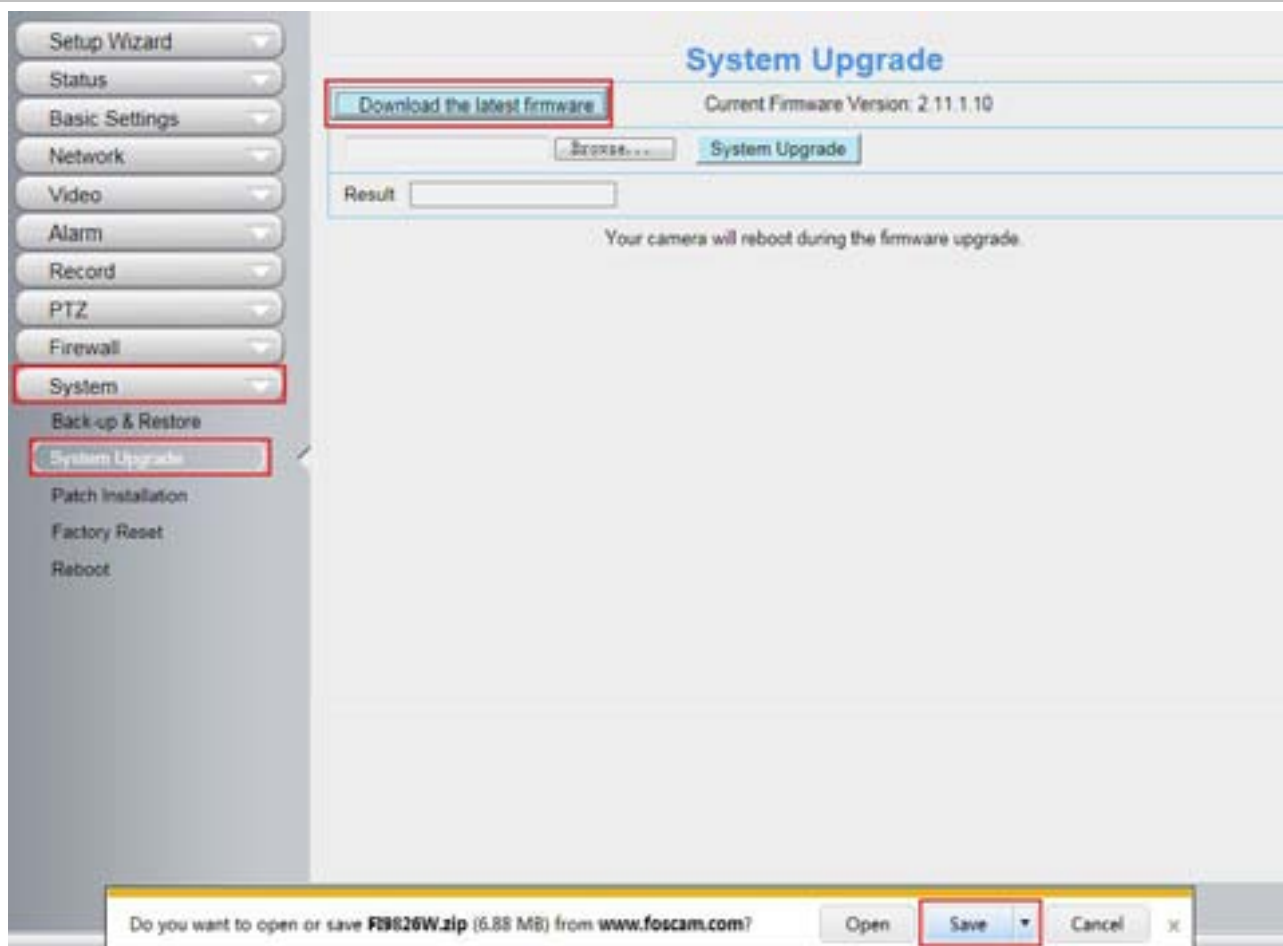 Setup Wizard
Status
Basic Settings
Network
Video
Alarm
Record
PTZ
Firewall
System
Back-up & Restore
System Upgrade
Patch Installation
Factory Reset
Reboot
System Upgrade
Download the latest firmware Current Firmware Version: 2.11.1.10
Browse... System Upgrade
Result
Your camera will reboot during the firmware upgrade.
Do you want to open or save FI9826W.zip (6.88 MB) from www.foscam.com? Open Save Cancel x